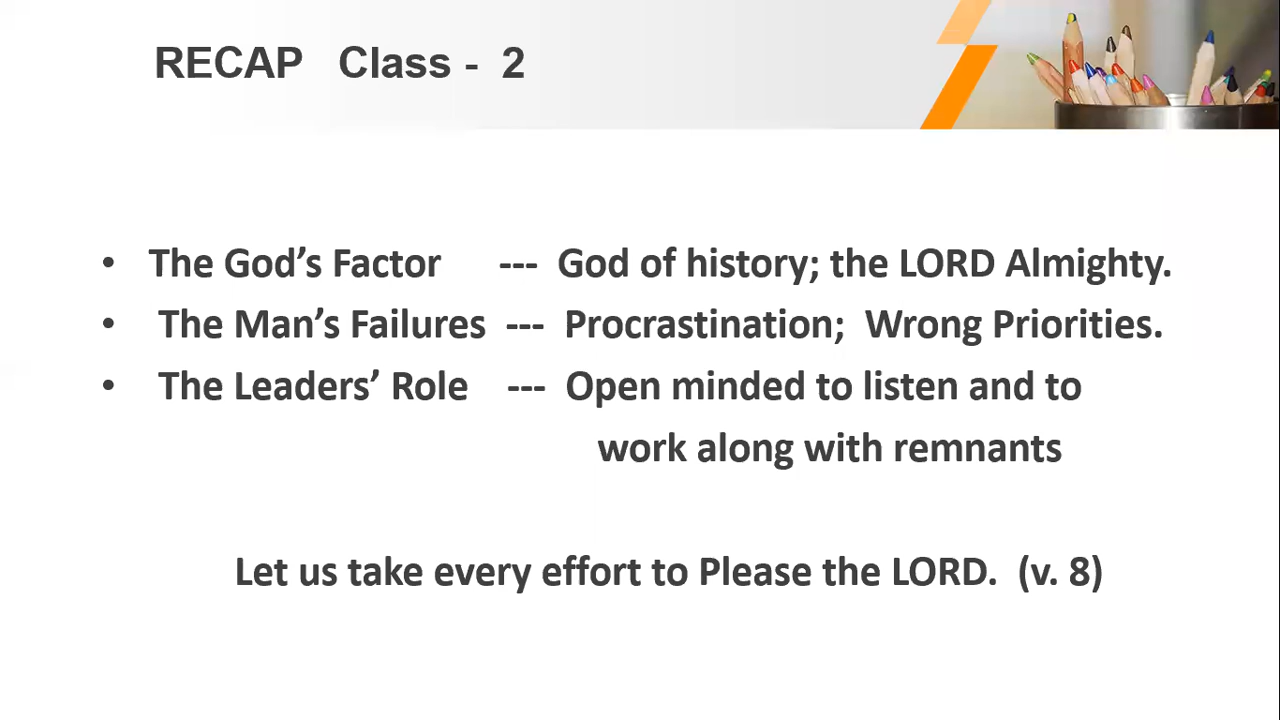 RECAP Class - 2
• The God’s Factor --- God of history; the LORD Almighty.
• The Man’s Failures --- Procrastination; Wrong Priorities.
• The Leaders’ Role --- Open minded to listen and to
work along with remnants
Let us take every effort to Please the LORD. (v. 8)